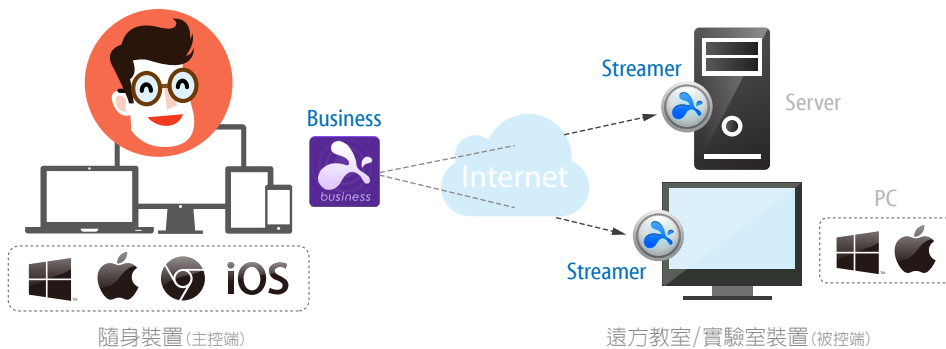 Business
business
iOS
隨身裝置(主控端)
Internet
Streamer
Server
Streamer
PC
遠方教室/實驗室裝置(被控端)